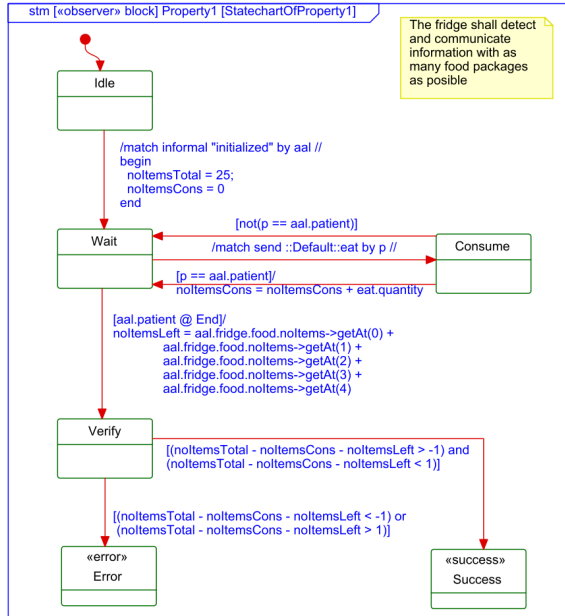 stm [«observer» block] Property1 [StatechartOfProperty1]
The fridge shall detect
and communicate
information with as
many food packages
as posible
Idle
/match informal "initialized" by aal //
begin
noItemsTotal = 25;
noItemsCons = 0
end
[not(p == aal.patient)]
Wait
/match send ::Default::eat by p //
Consume
[p == aal.patient]/
noItemsCons = noItemsCons + eat.quantity
[aal.patient @ End]/
noItemsLeft = aal.fridge.food.noItems->getAt(0) +
aal.fridge.food.noItems->getAt(1) +
aal.fridge.food.noItems->getAt(2) +
aal.fridge.food.noItems->getAt(3) +
aal.fridge.food.noItems->getAt(4)
Verify
[(noItemsTotal - noItemsCons - noItemsLeft > -1) and
(noItemsTotal - noItemsCons - noItemsLeft < 1)]
[(noItemsTotal - noItemsCons - noItemsLeft < -1) or
(noItemsTotal - noItemsCons - noItemsLeft > 1)]
«error»
Error
«success»
Success